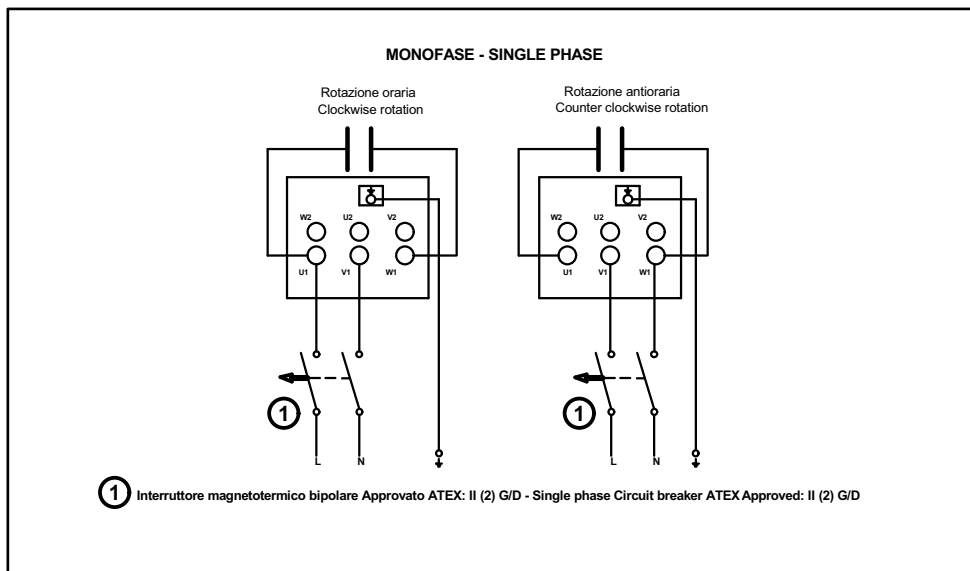 MONOFASE - SINGLE PHASE
Rotazione oraria
Clockwise rotation
W2 U2 V2
U1 V1 W1
1
L N
Rotazione antioraria
Counter clockwise rotation
W2 U2 V2
U1 V1 W1
1
L N
1 Interruttore magnetotermico bipolare Approvato ATEX: II (2) G/D - Single phase Circuit breaker ATEX Approved: II (2) G/D